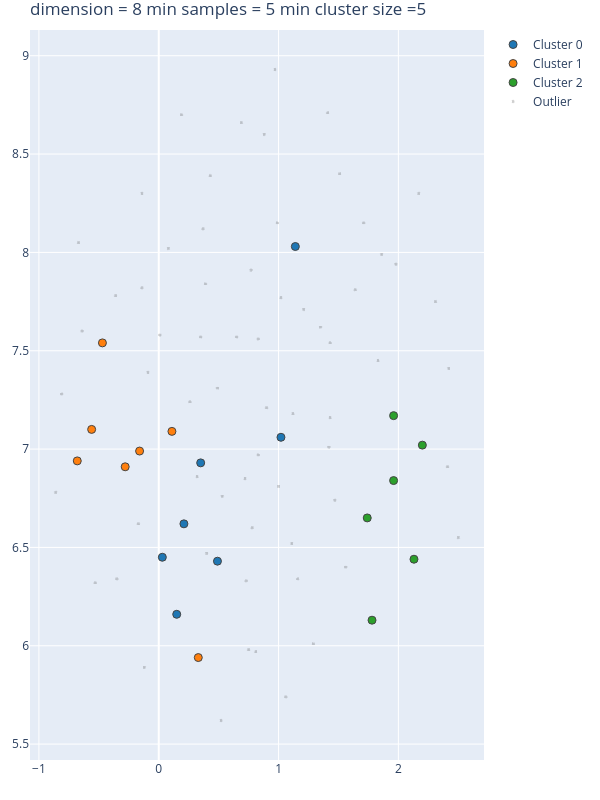 dimension = 8 min samples = 5 min cluster size =5
9
8.5
8
7.5
7
6.5
6
5.5
−1
0
1
2
Cluster 0
Cluster 1
Cluster 2
Outlier